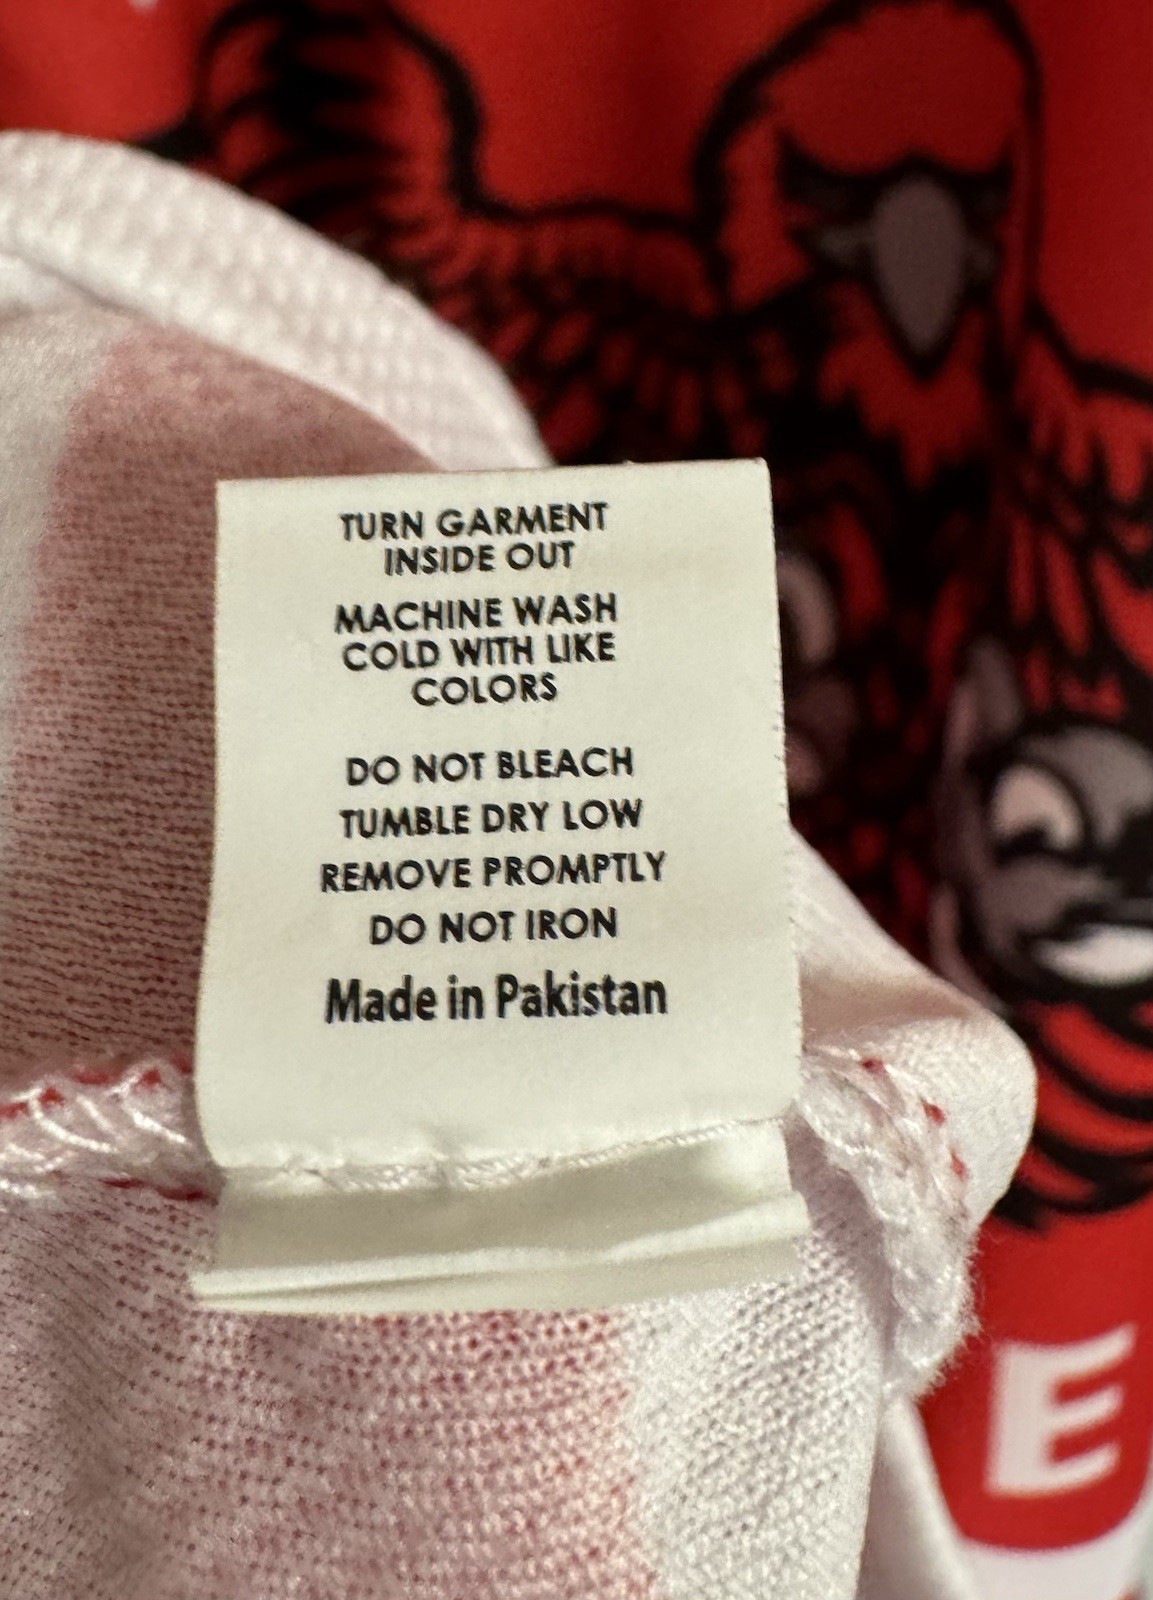 TURN GARMENT
INSIDE OUT
MACHINE WASH
COLD WITH LIKE
COLORS
DO NOT BLEACH
TUMBLE DRY LOW
REMOVE PROMPTLY
DO NOT IRON
Made in Pakistan
E